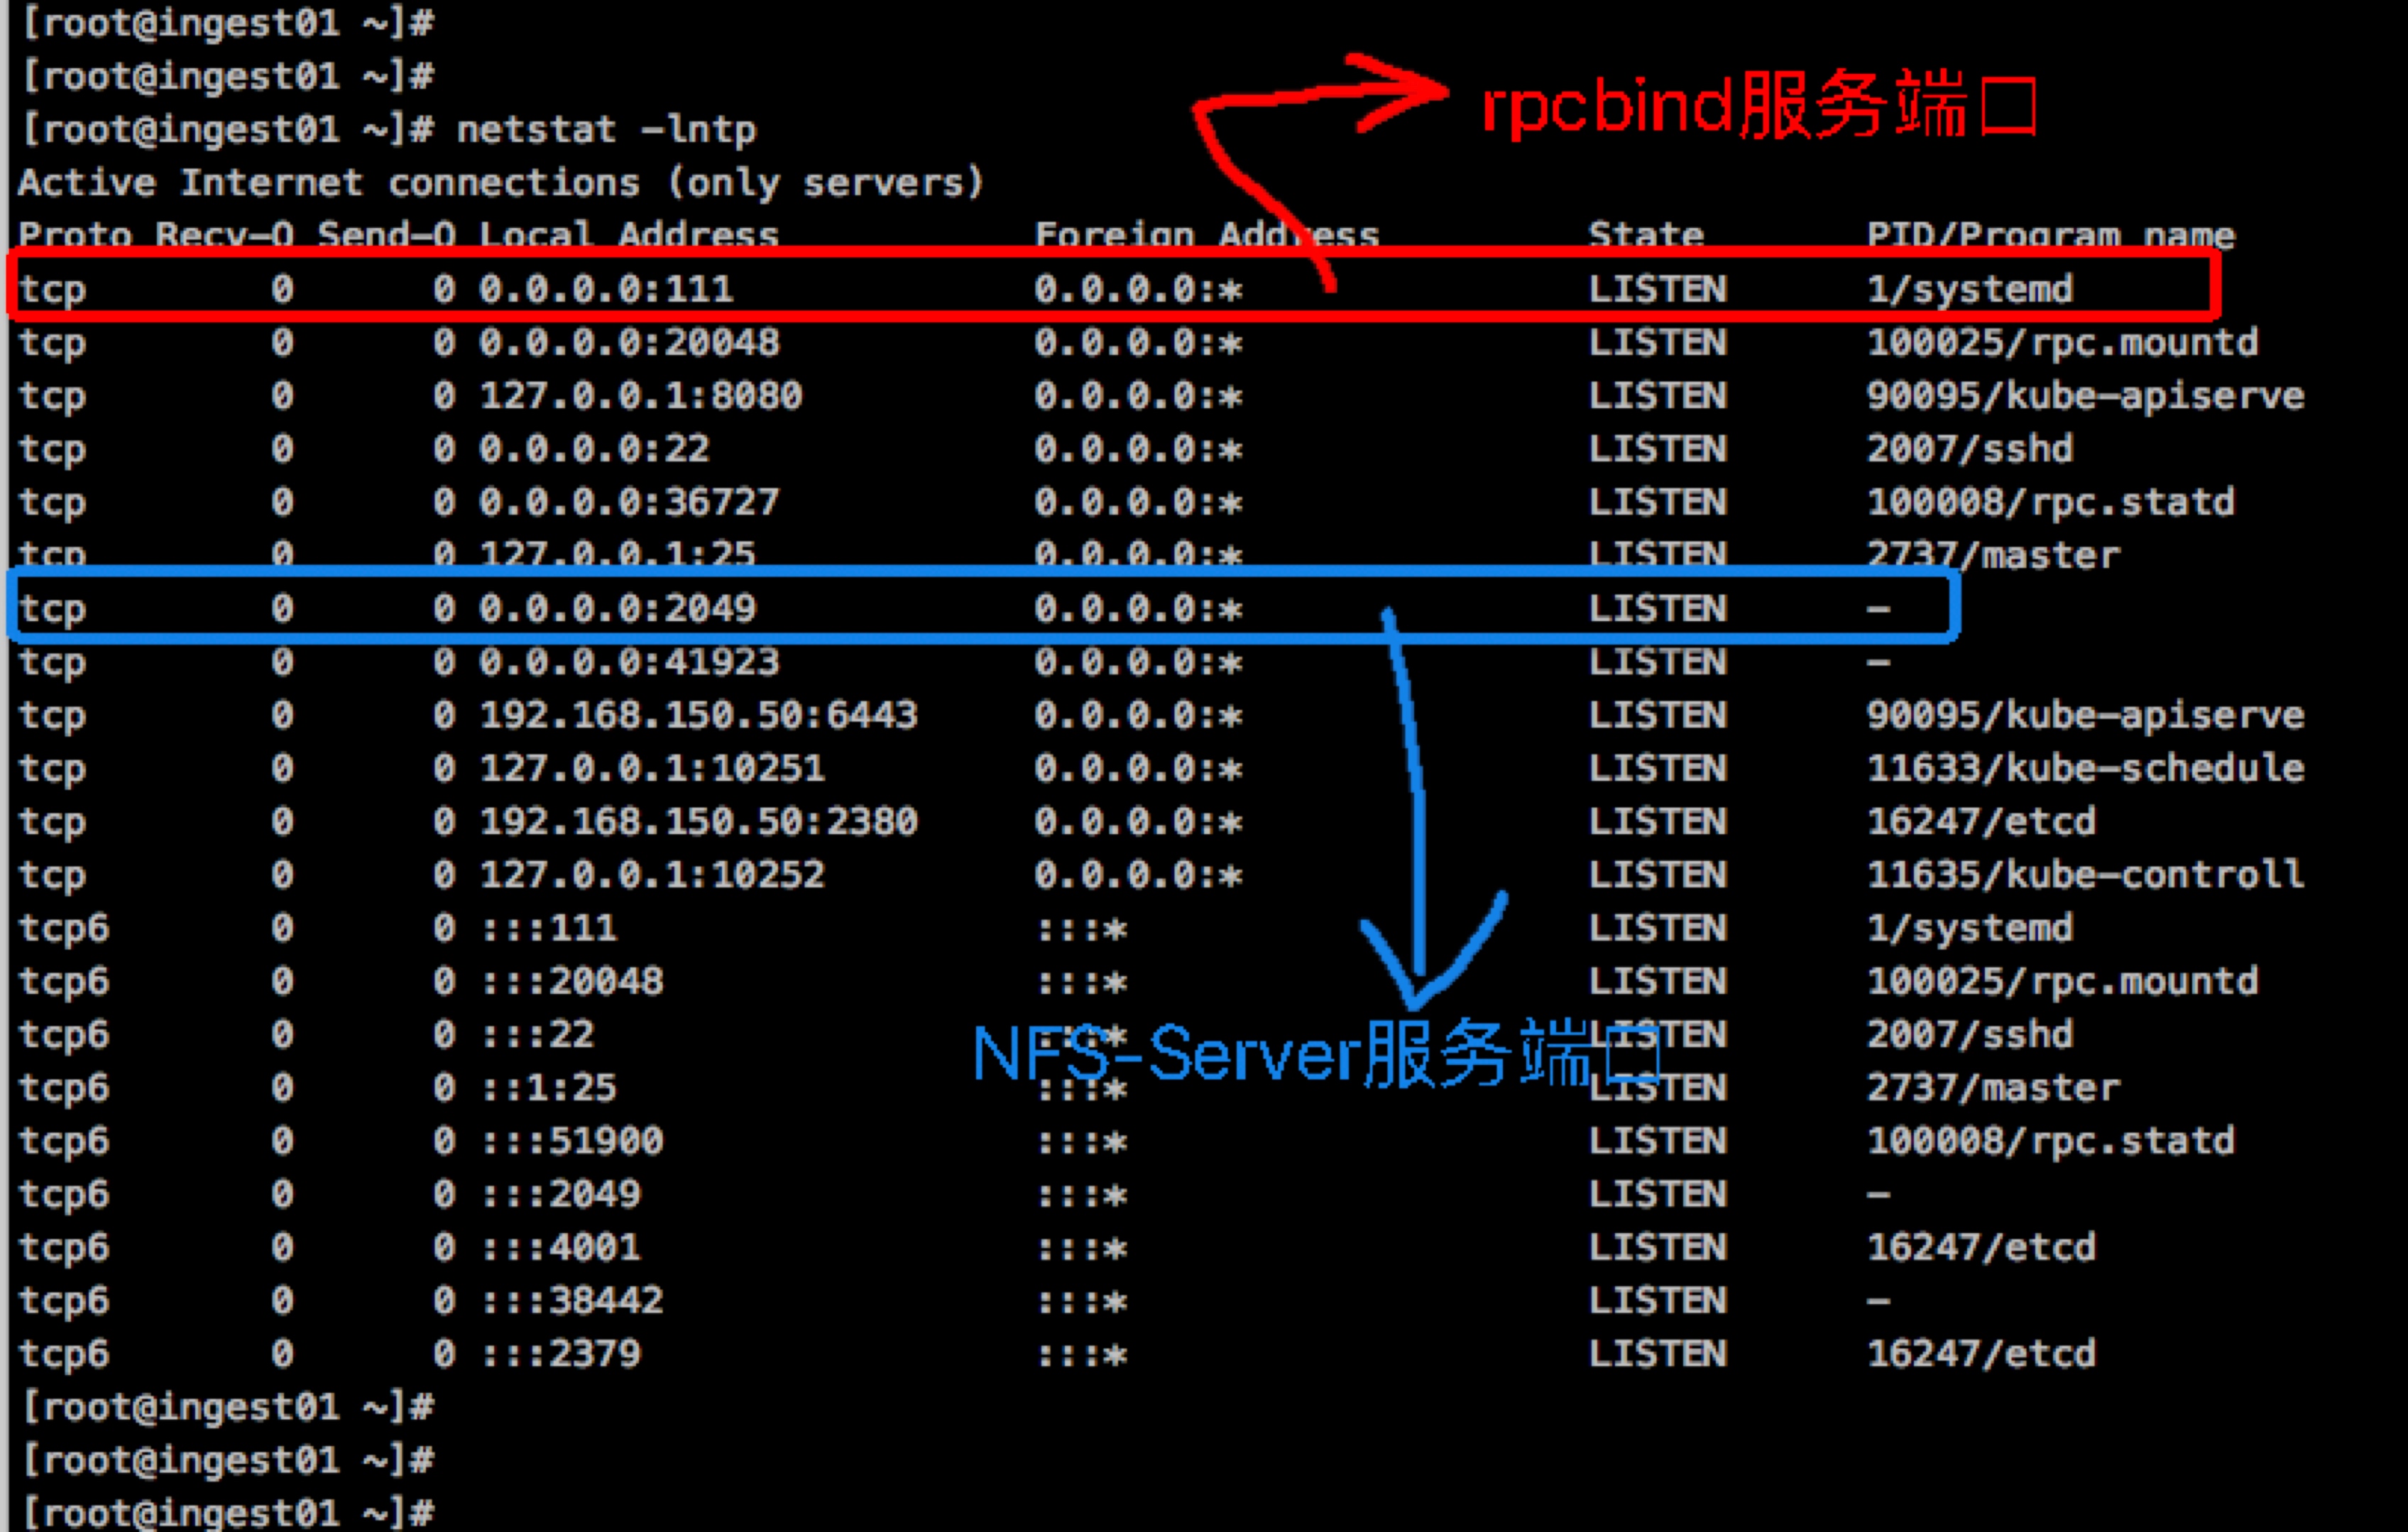 [root@ingest01 ~]#
[root@ingest01 ~]#
rpcbind服务端口
[root@ingest01 ~]# netstat -lntp
Active Internet connections (only servers)
Proto Recv-Q Send-Q Local Address Foreign Address State PID/Program name
tcp 0 0 0.0.0.0:111 0.0.0.0:* LISTEN 1/systemd
tcp 0 0 0.0.0.0:20048 0.0.0.0:* LISTEN 100025/rpc.mountd
tcp 0 0 127.0.0.1:8080 0.0.0.0:* LISTEN 90095/kube-apiserve
tcp 0 0 0.0.0.0:22 0.0.0.0:* LISTEN 2007/sshd
tcp 0 0 0.0.0.0:36727 0.0.0.0:* LISTEN 100008/rpc.statd
tcp 0 0 127.0.0.1:25 0.0.0.0:* LISTEN 2737/master
tcp 0 0 0.0.0.0:2049 0.0.0.0:* LISTEN -
tcp 0 0 0.0.0.0:41923 0.0.0.0:* LISTEN -
tcp 0 0 192.168.150.50:6443 0.0.0.0:* LISTEN 90095/kube-apiserve
tcp 0 0 127.0.0.1:10251 0.0.0.0:* LISTEN 11633/kube-schedule
tcp 0 0 192.168.150.50:2380 0.0.0.0:* LISTEN 16247/etcd
tcp 0 0 127.0.0.1:10252 0.0.0.0:* LISTEN 11635/kube-controll
tcp6 0 0 :::111 :::* LISTEN 1/systemd
tcp6 0 0 :::20048 :::* LISTEN 100025/rpc.mountd
tcp6 0 0 :::22 :::* LISTEN 2007/sshd
NFS-Server服务端口
tcp6 0 0 ::1:25 :::* LISTEN 2737/master
tcp6 0 0 :::51900 :::* LISTEN 100008/rpc.statd
tcp6 0 0 :::2049 :::* LISTEN -
tcp6 0 0 :::4001 :::* LISTEN 16247/etcd
tcp6 0 0 :::38442 :::* LISTEN -
tcp6 0 0 :::2379 :::* LISTEN 16247/etcd
[root@ingest01 ~]#
[root@ingest01 ~]#
[root@ingest01 ~]#